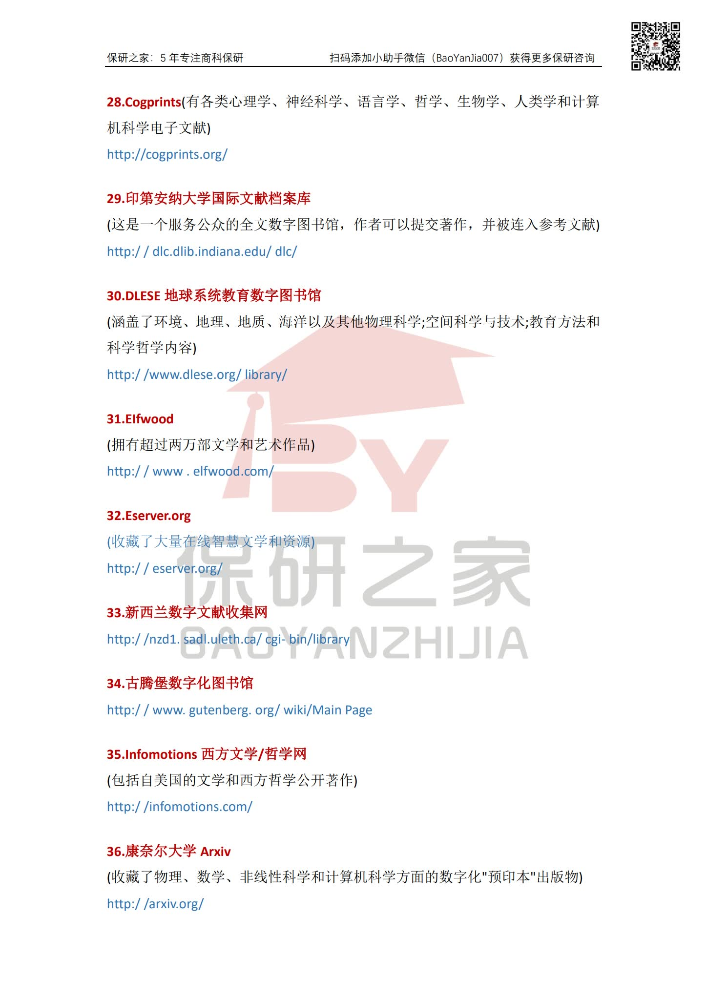 保研之家：5 年专注商科保研 扫码添加小助手微信（BaoYanJia007）获得更多保研咨询
28.Cogprints(有各类心理学、神经科学、语言学、哲学、生物学、人类学和计算
机科学电子文献)
http://cogprints.org/
29.印第安纳大学国际文献档案库
(这是一个服务公众的全文数字图书馆，作者可以提交著作，并被连入参考文献)
http:/ / dlc.dlib.indiana.edu/ dlc/
30.DLESE 地球系统教育数字图书馆
(涵盖了环境、地理、地质、海洋以及其他物理科学;空间科学与技术;教育方法和
科学哲学内容)
http:/ /www.dlese.org/ library/
31.EIfwood
(拥有超过两万部文学和艺术作品)
http:/ / www . elfwood.com/
32.Eserver.org
(收藏了大量在线智慧文学和资源)
http:/ / eserver.org/
33.新西兰数字文献收集网
http:/ /nzd1. sadl.uleth.ca/ cgi- bin/library
34.古腾堡数字化图书馆
http:/ / www. gutenberg. org/ wiki/Main Page
35.Infomotions 西方文学/哲学网
(包括自美国的文学和西方哲学公开著作)
http:/ /infomotions.com/
36.康奈尔大学 Arxiv
(收藏了物理、数学、非线性科学和计算机科学方面的数字化"预印本"出版物)
http:/ /arxiv.org/
BY
保研之家
BAOYANZHIJIA